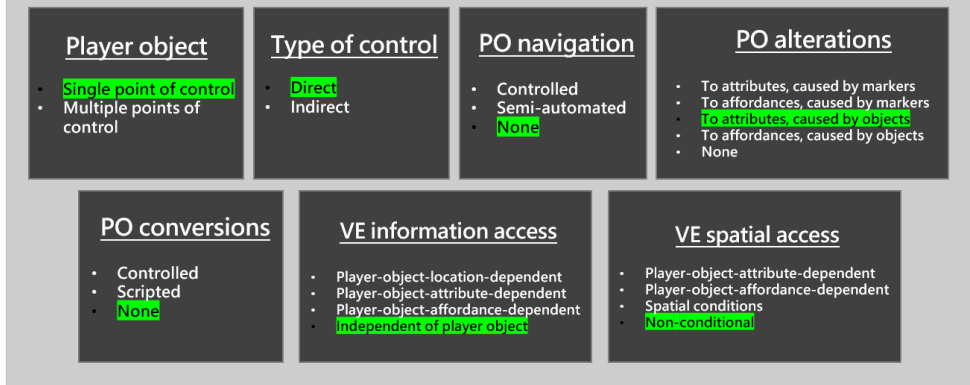 Player object
• Single point of control
• Multiple points of
control
Type of control
• Direct
• Indirect
PO navigation
• Controlled
• Semi-automated
• None
PO alterations
• To attributes, caused by markers
• To affordances, caused by markers
• To attributes, caused by objects
• To affordances, caused by objects
• None
PO conversions
• Controlled
• Scripted
• None
VE information access
• Player-object-location-dependent
• Player-object-attribute-dependent
• Player-object-affordance-dependent
• Independent of player object
VE spatial access
• Player-object-attribute-dependent
• Player-object-affordance-dependent
• Spatial conditions
• Non-conditional